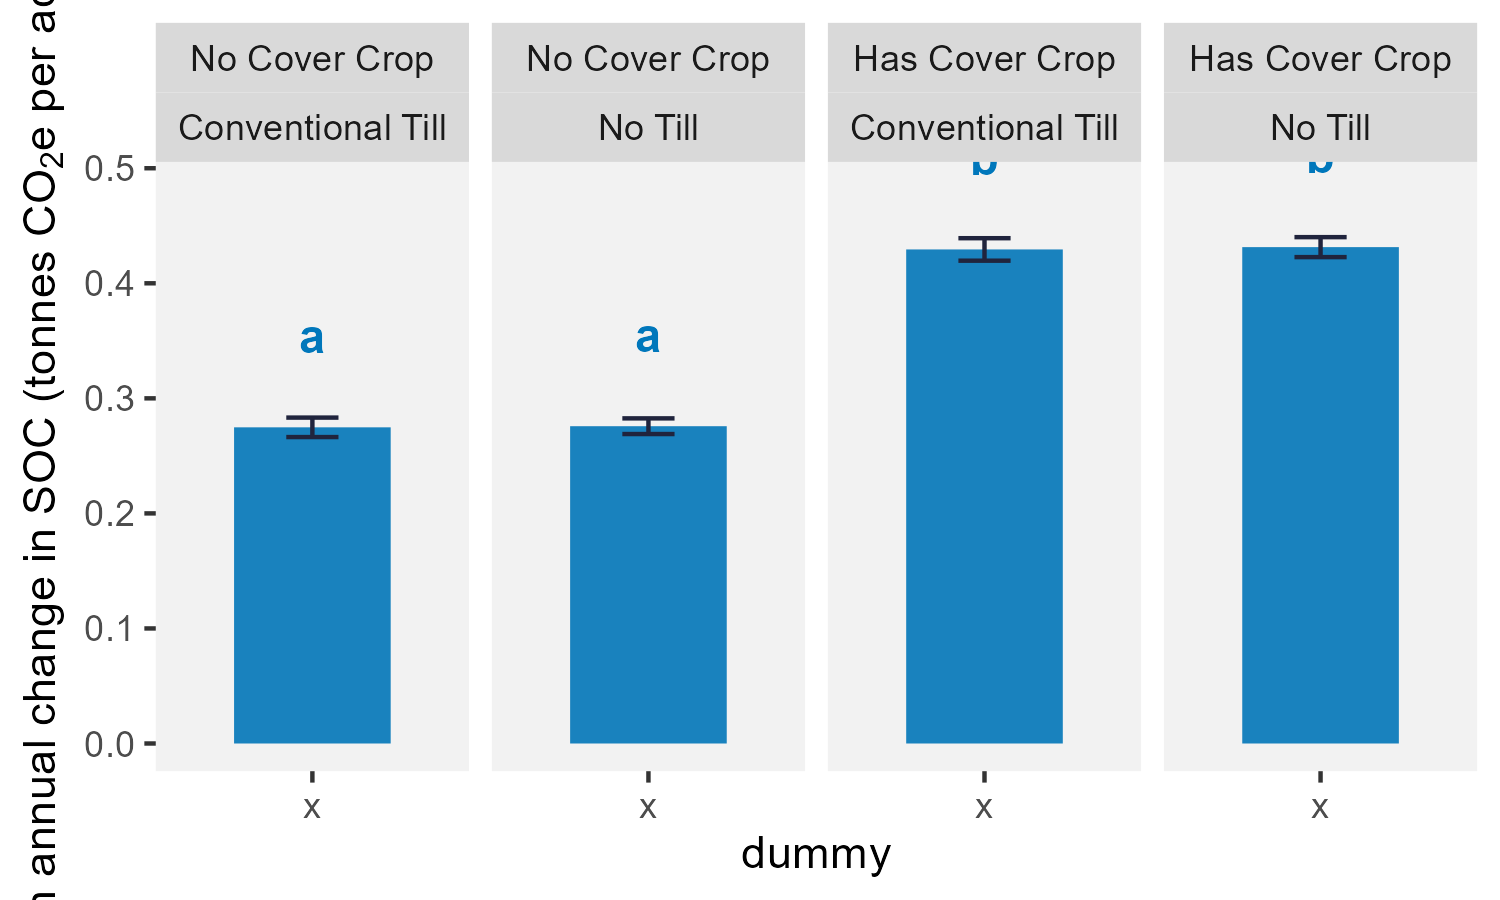 No Cover Crop
No Cover Crop
Has Cover Crop
Has Cover Crop
Conventional Till
No Till
Conventional Till
No Till
annual change in SOC (tonnes CO₂e per
0.5
0.4
0.3
0.2
0.1
0.0
a
a
b
b
x
x
x
x
dummy